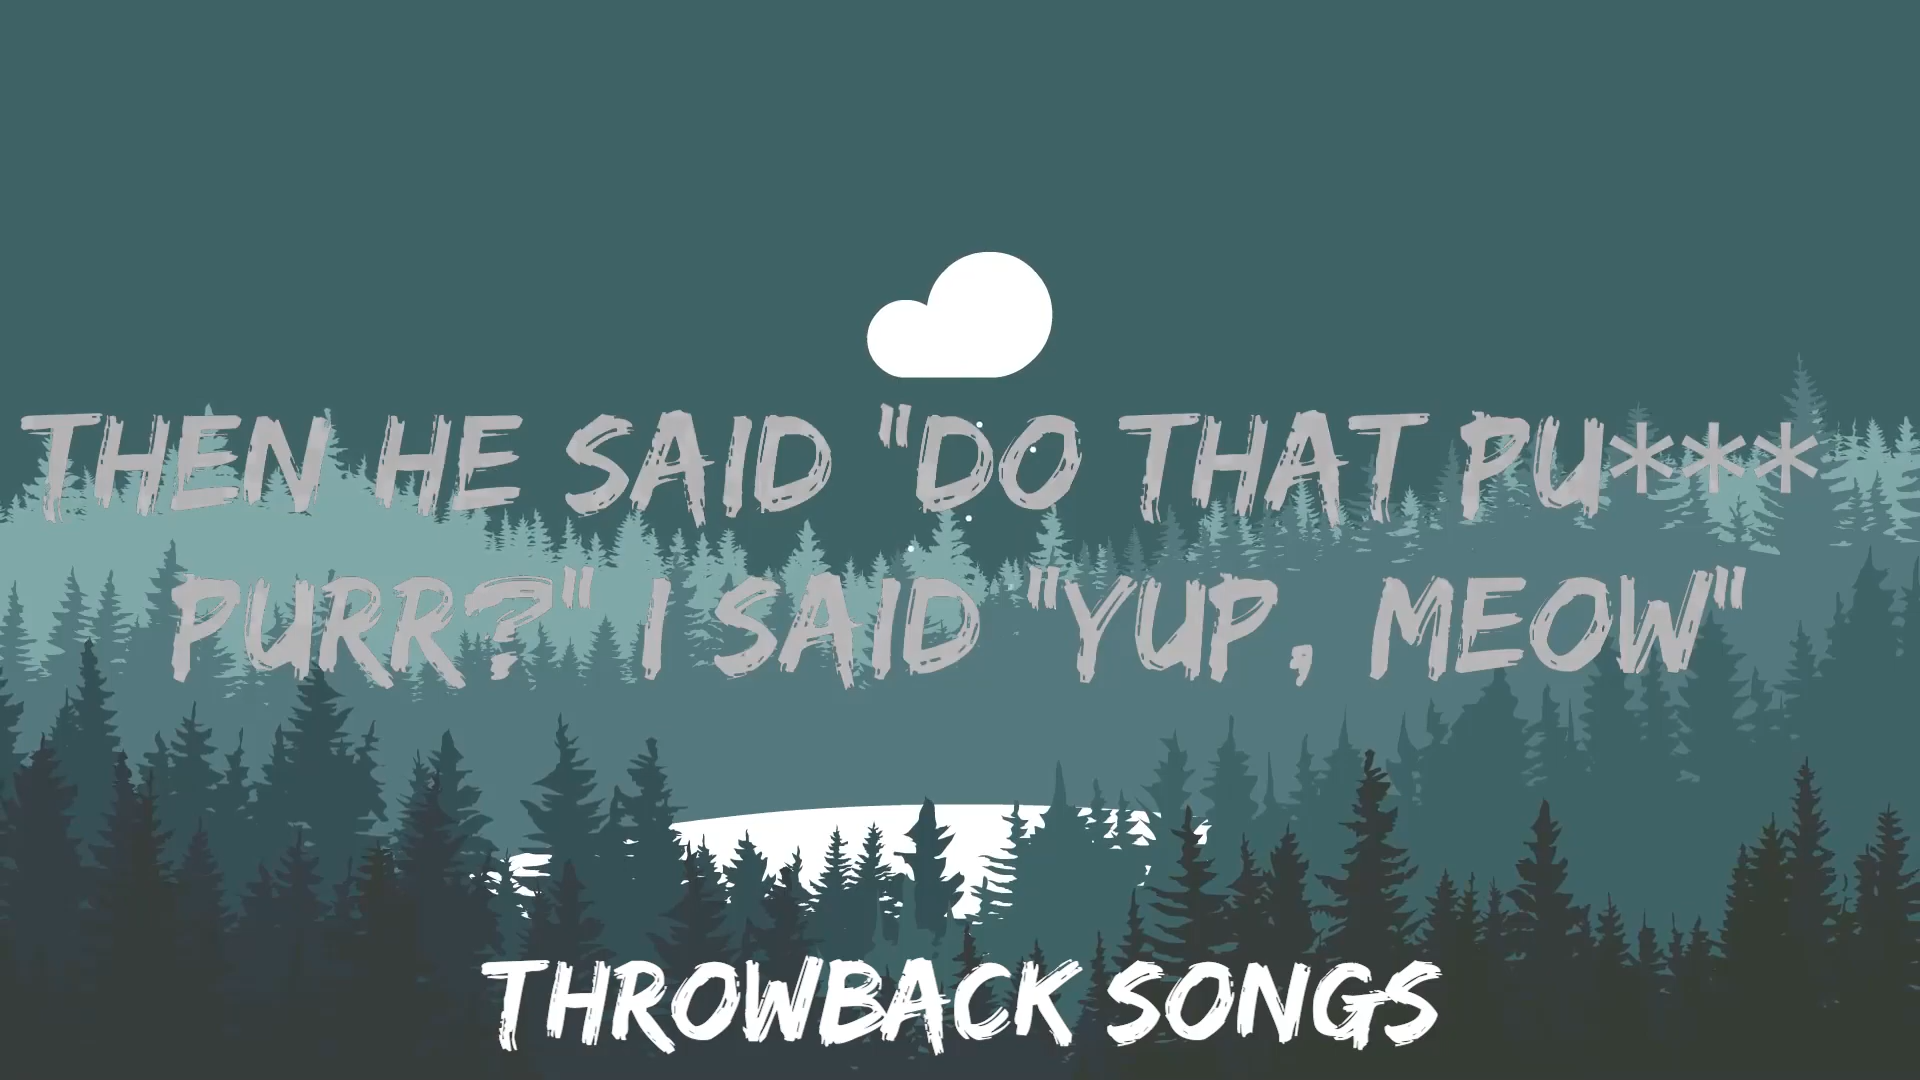 THEN HE SAID "DO THAT PU***
PURR?" I SAID "YUP, MEOW"
THROWBACK SONGS